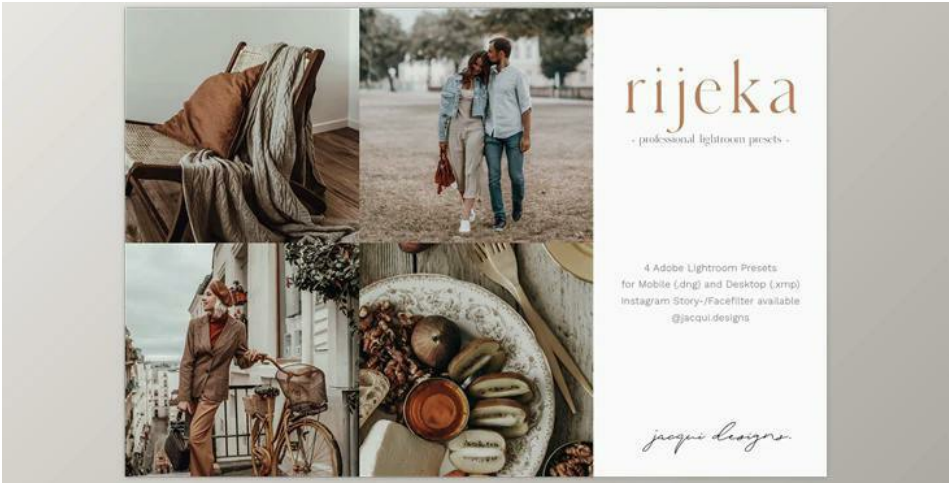 rijeka
- professional lightroom presets -
4 Adobe Lightroom Presets
for Mobile (.dng) and Desktop (.xmp)
Instagram Story-/Facefilter available
@jacqui.designs
jacqui designs.